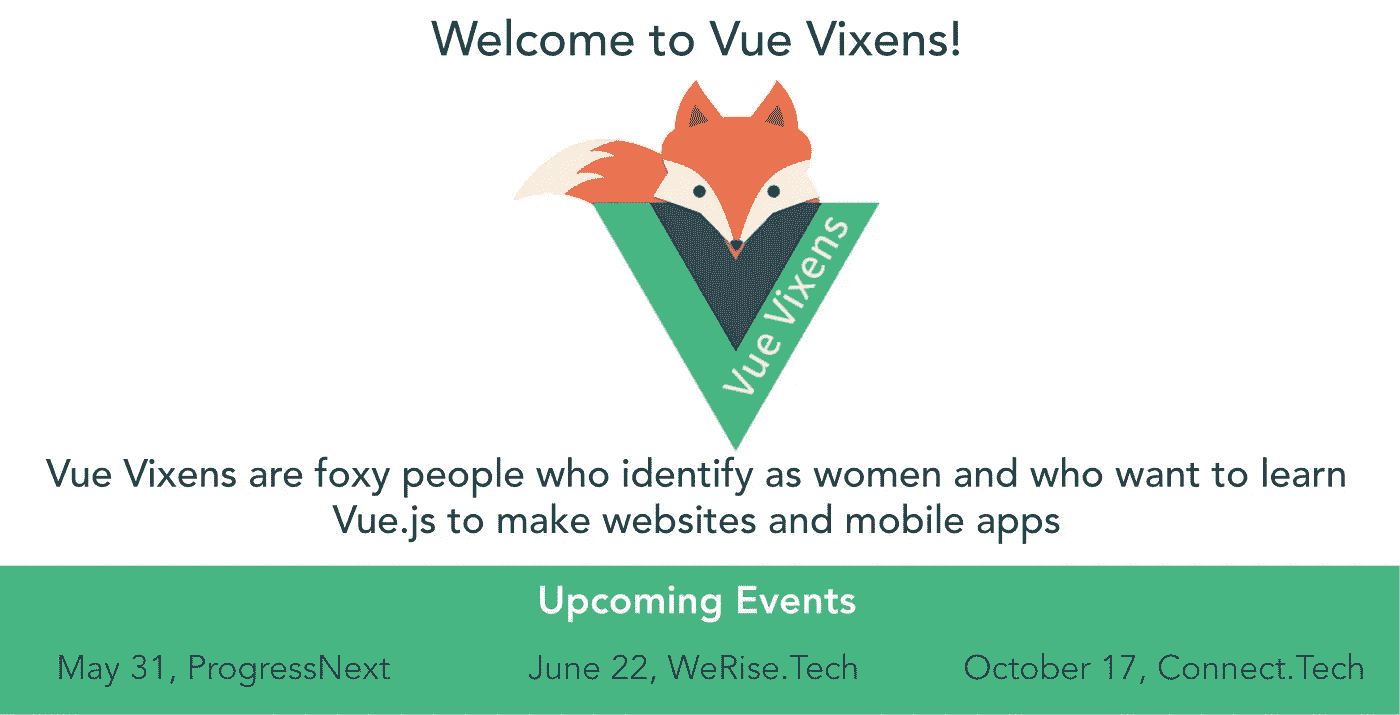 Welcome to Vue Vixens!
Vue Vixens
Vue Vixens are foxy people who identify as women and who want to learn
Vue.js to make websites and mobile apps
Upcoming Events
May 31, ProgressNext
June 22, WeRise.Tech
October 17, Connect.Tech